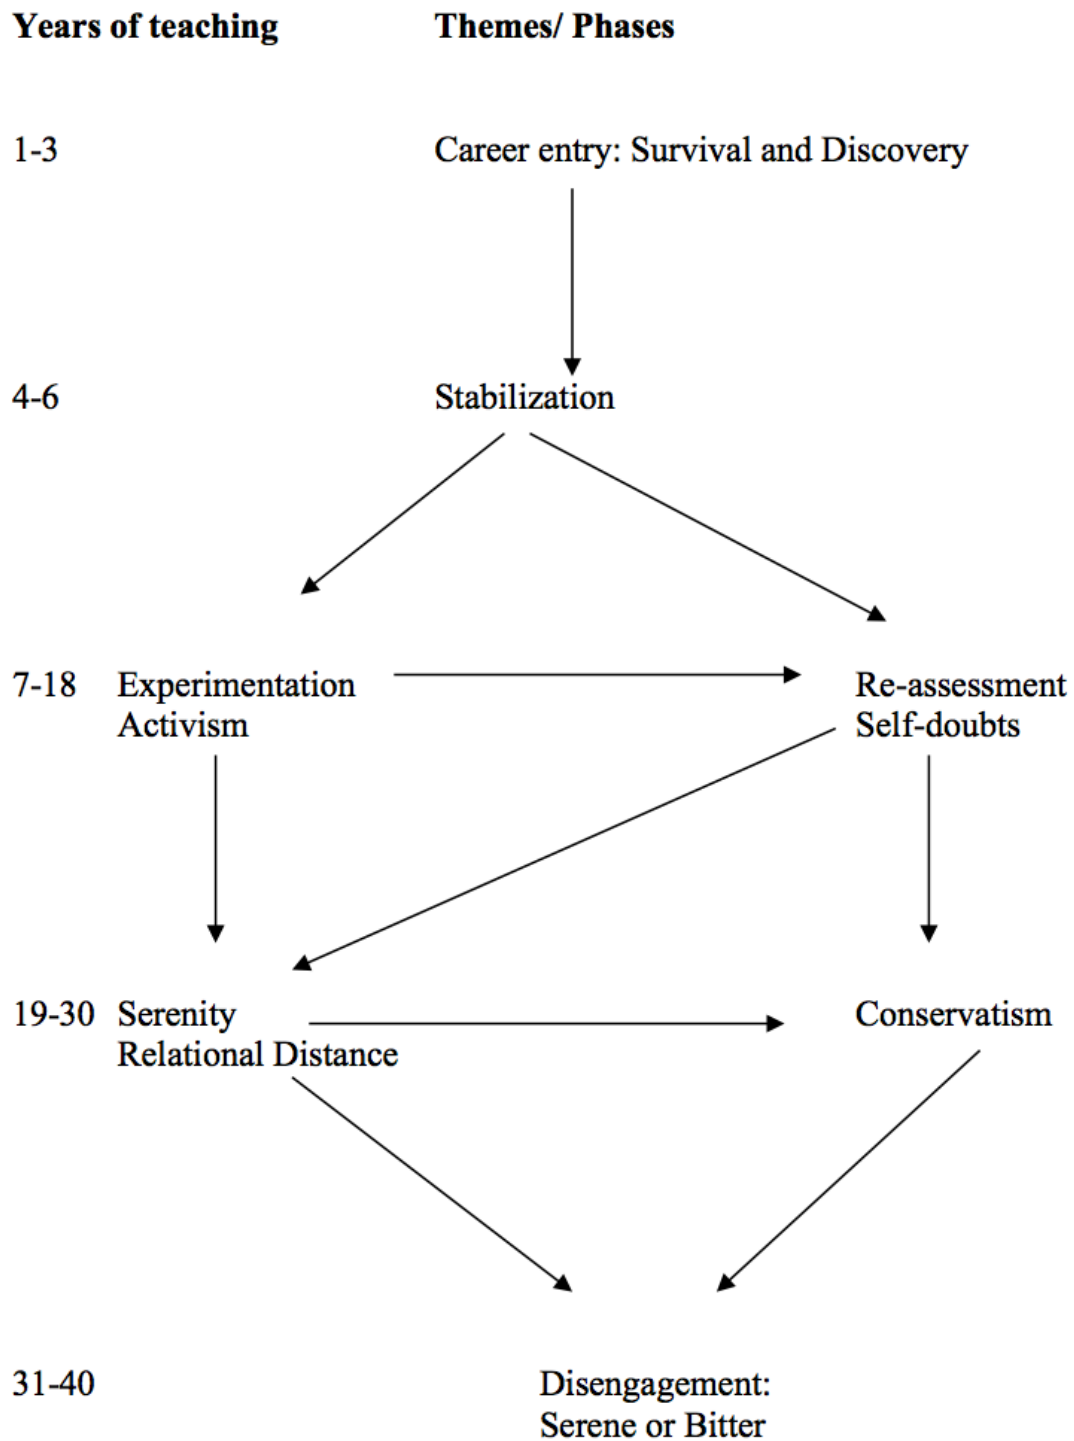 Years of teaching Themes/ Phases
1-3 Career entry: Survival and Discovery
4-6 Stabilization
7-18 Experimentation Re-assessment
Activism Self-doubts
19-30 Serenity Conservatism
Relational Distance
31-40 Disengagement:
Serene or Bitter